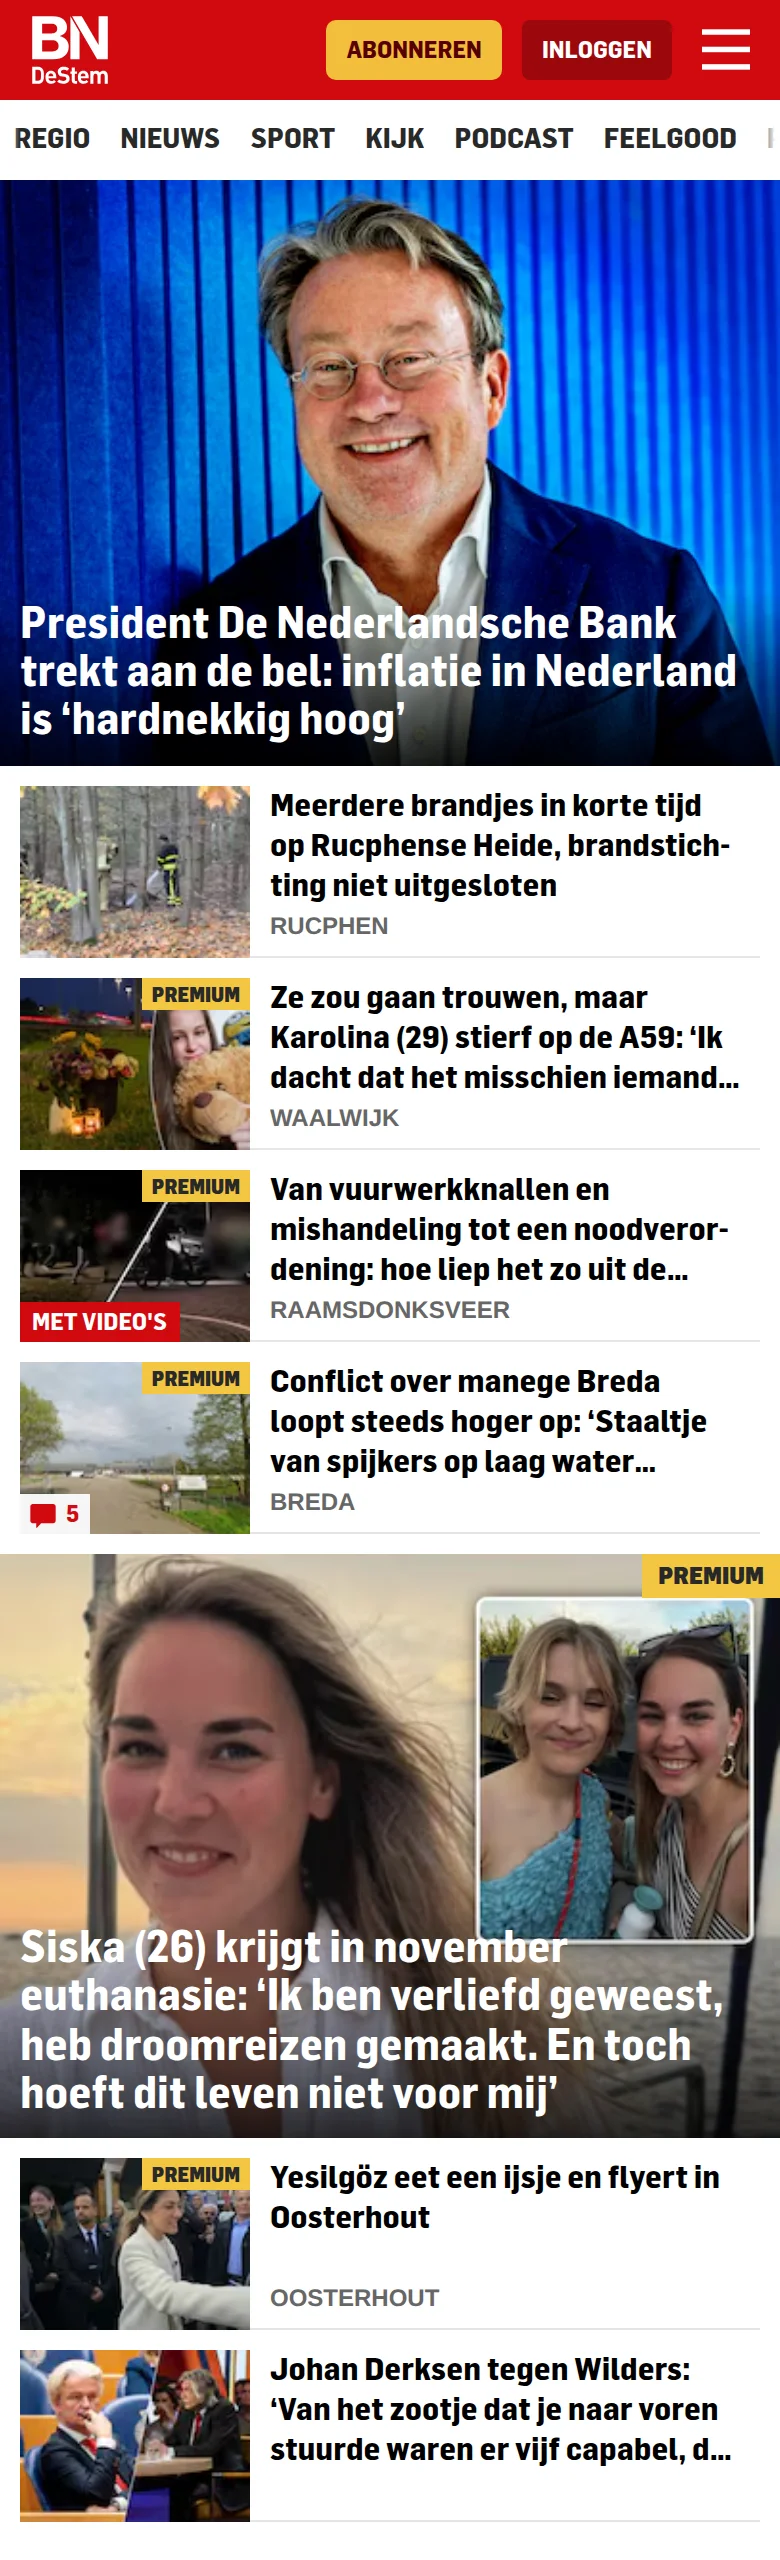 BN
DeStem
ABONNEREN
INLOGGEN
REGIO NIEUWS SPORT KIJK PODCAST FEELGOOD
President De Nederlandsche Bank
trekt aan de bel: inflatie in Nederland
is ‘hardnekkig hoog’
Meerdere brandjes in korte tijd
op Rucphense Heide, brandstich-
ting niet uitgesloten
RUCPHEN
PREMIUM
Ze zou gaan trouwen, maar
Karolina (29) stierf op de A59: ‘Ik
dacht dat het misschien iemand...
WAALWIJK
PREMIUM
MET VIDEO'S
Van vuurwerkknallen en
mishandeling tot een noodveror-
dening: hoe liep het zo uit de...
RAAMSDONKSVEER
PREMIUM
5
Conflict over manege Breda
loopt steeds hoger op: ‘Staaltje
van spijkers op laag water...
BREDA
PREMIUM
Siska (26) krijgt in november
euthanasie: ‘Ik ben verliefd geweest,
heb droomreizen gemaakt. En toch
hoeft dit leven niet voor mij’
PREMIUM
Yesilgöz eet een ijsje en flyert in
Oosterhout
OOSTERHOUT
Johan Derksen tegen Wilders:
‘Van het zootje dat je naar voren
stuurde waren er vijf capabel, d...